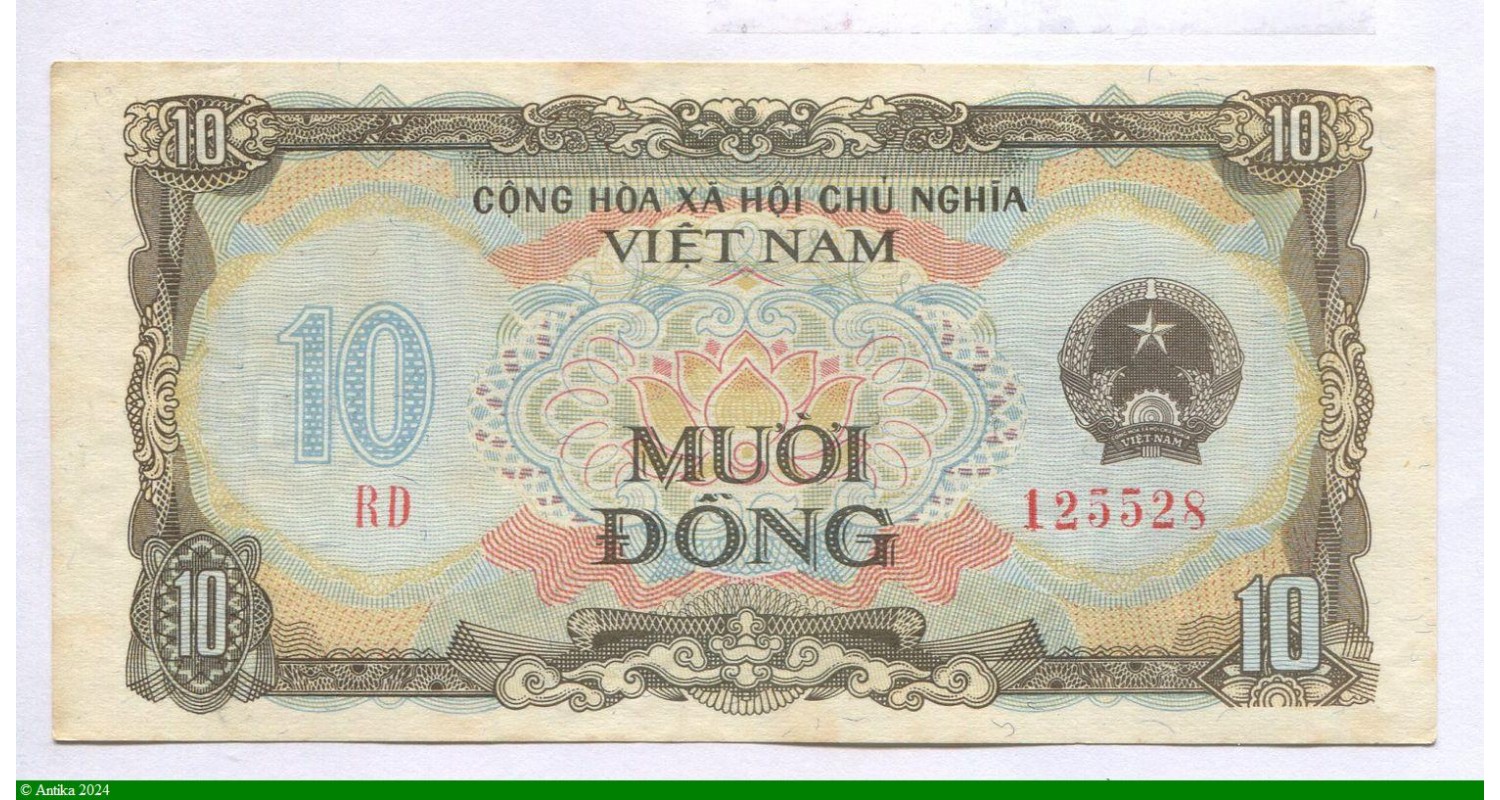 10 10
CỘNG HÒA XÃ HỘI CHỦ NGHĨA
VIỆT NAM
10
VIỆT-NAM
MƯỜI
RD 125528
ĐỒNG
10 10
© Antika 2024